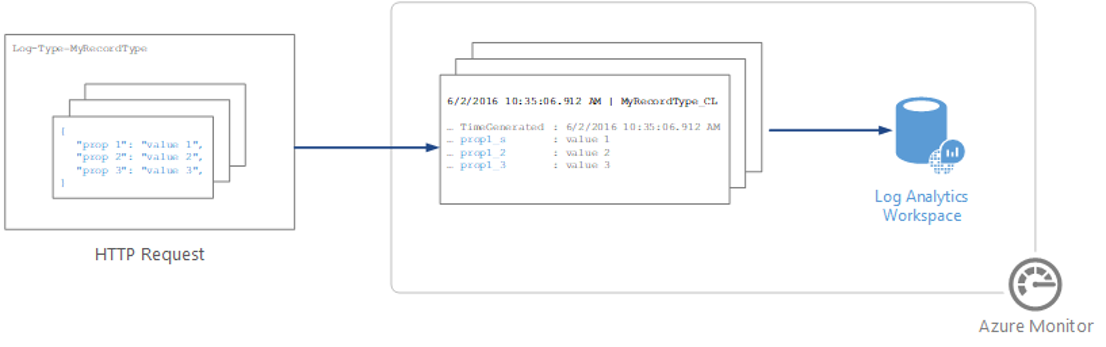 Log-Type-MyRecordType
[
"prop 1": "value 1",
"prop 2": "value 2",
"prop 3": "value 3",
]
HTTP Request
6/2/2016 10:35:06.912 AM | MyRecordType_CL
… TimeGenerated : 6/2/2016 10:35:06.912 AM
… prop1_s : value 1
… prop1_2 : value 2
… prop1_3 : value 3
Log Analytics
Workspace
Azure Monitor